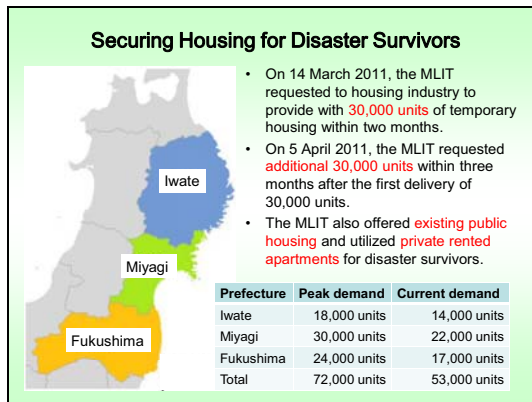 Securing Housing for Disaster Survivors
• On 14 March 2011, the MLIT
requested to housing industry to
provide with 30,000 units of temporary
housing within two months.
• On 5 April 2011, the MLIT requested
additional 30,000 units within three
months after the first delivery of
30,000 units.
• The MLIT also offered existing public
housing and utilized private rented
apartments for disaster survivors.
Iwate
Miyagi
Fukushima
Prefecture Peak demand Current demand
Iwate 18,000 units 14,000 units
Miyagi 30,000 units 22,000 units
Fukushima 24,000 units 17,000 units
Total 72,000 units 53,000 units